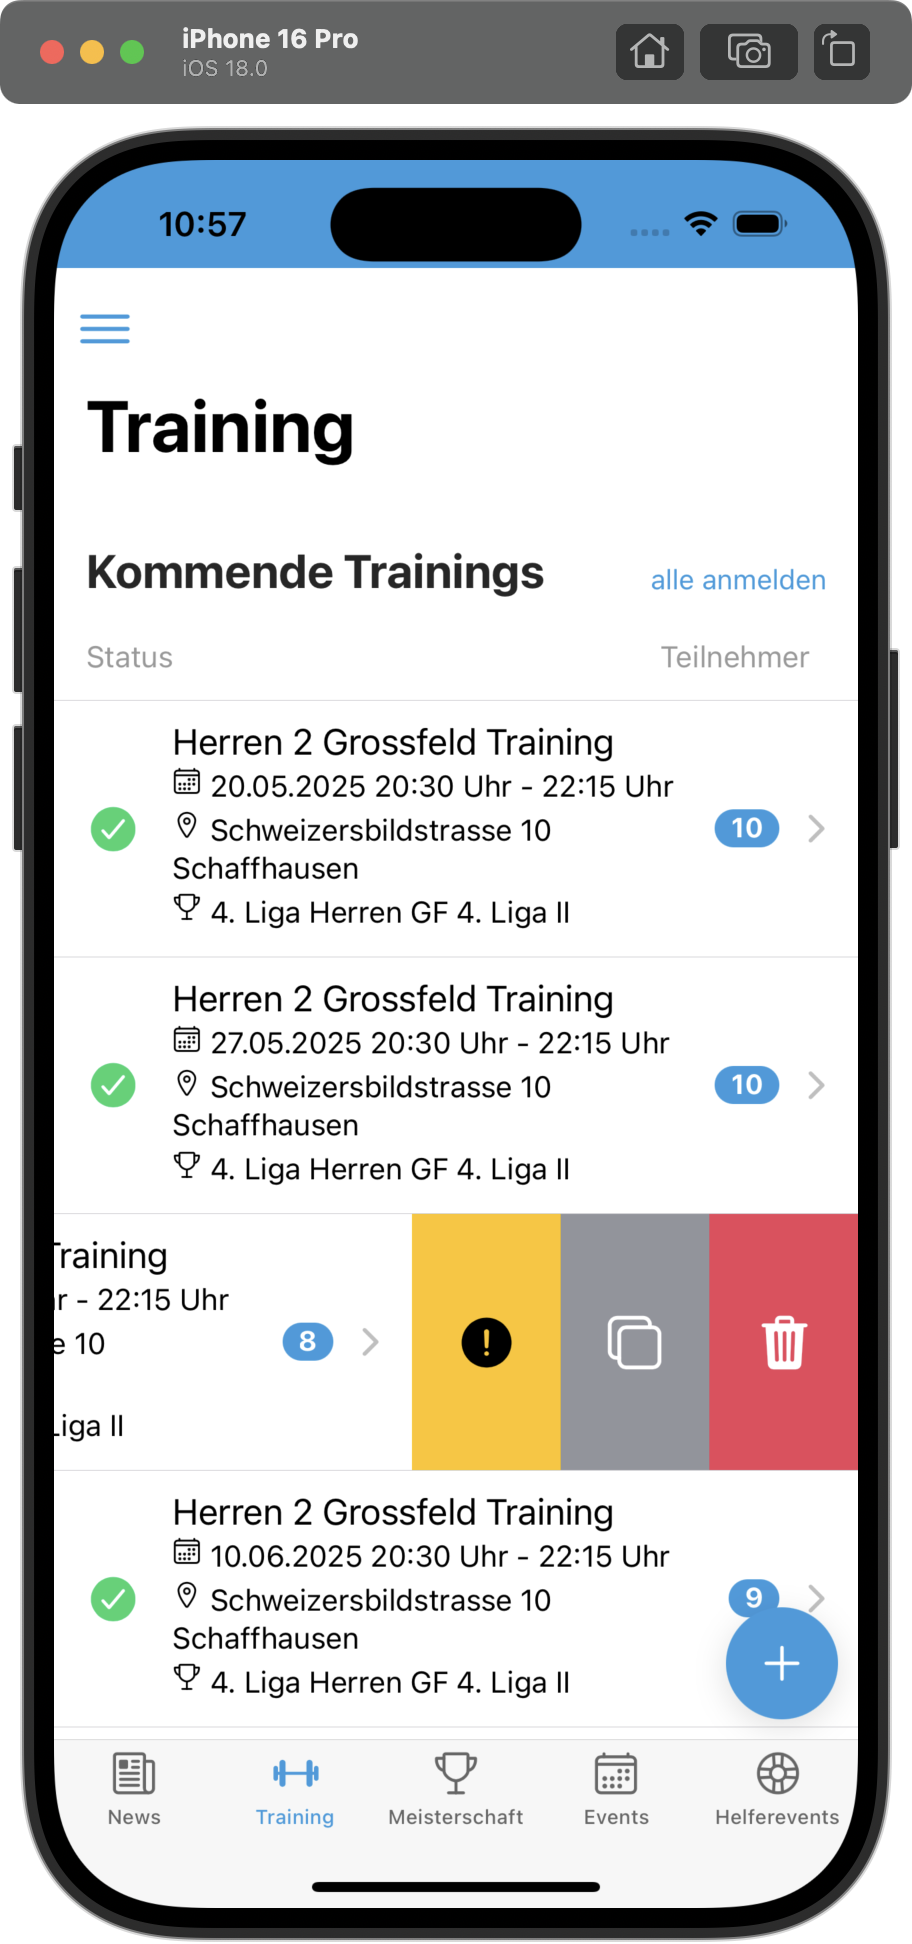 iPhone 16 Pro
iOS 18.0
10:57
Training
Kommende Trainings
alle anmelden
Status
Teilnehmer
Herren 2 Grossfeld Training
20.05.2025 20:30 Uhr - 22:15 Uhr
Schweizersbildstrasse 10
Schaffhausen
4. Liga Herren GF 4. Liga II
10
Herren 2 Grossfeld Training
27.05.2025 20:30 Uhr - 22:15 Uhr
Schweizersbildstrasse 10
Schaffhausen
4. Liga Herren GF 4. Liga II
10
Training
r - 22:15 Uhr
e 10
Liga II
8
Herren 2 Grossfeld Training
10.06.2025 20:30 Uhr - 22:15 Uhr
Schweizersbildstrasse 10
Schaffhausen
4. Liga Herren GF 4. Liga II
9
News
Training
Meisterschaft
Events
Helferevents